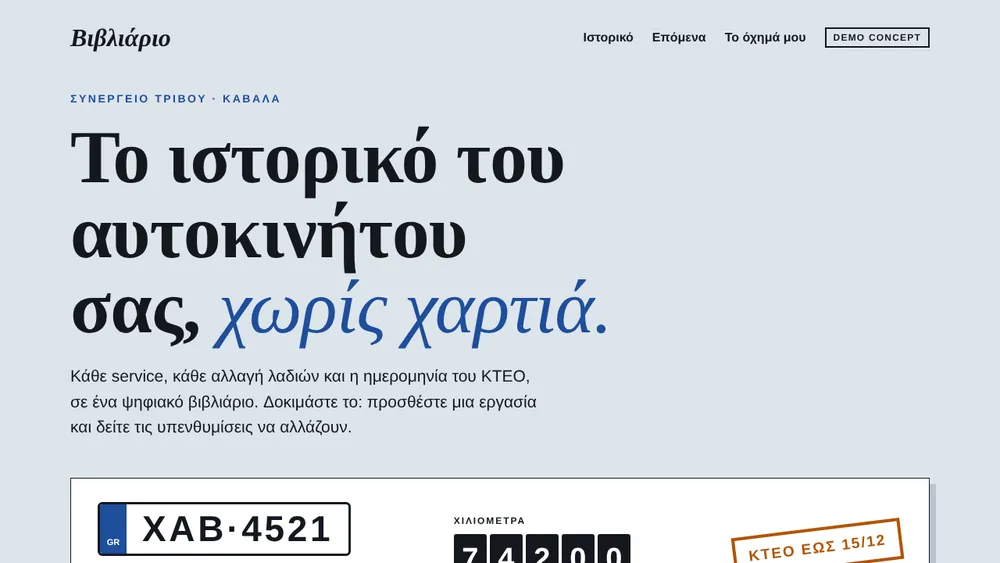 Βιβλιάριο
Ιστορικό Επόμενα Το όχημά μου DEMO CONCEPT
ΣΥΝΕΡΓΕΙΟ ΤΡΙΒΟΥ · ΚΑΒΑΛΑ
Το ιστορικό του
αυτοκινήτου
σας, χωρίς χαρτιά.
Κάθε service, κάθε αλλαγή λαδιών και η ημερομηνία του ΚΤΕΟ,
σε ένα ψηφιακό βιβλιάριο. Δοκιμάστε το: προσθέστε μια εργασία
και δείτε τις υπενθυμίσεις να αλλάζουν.
GR ΧΑΒ·4521
ΧΙΛΙΟΜΕΤΡΑ
74200
ΚΤΕΟ ΕΩΣ 15/12